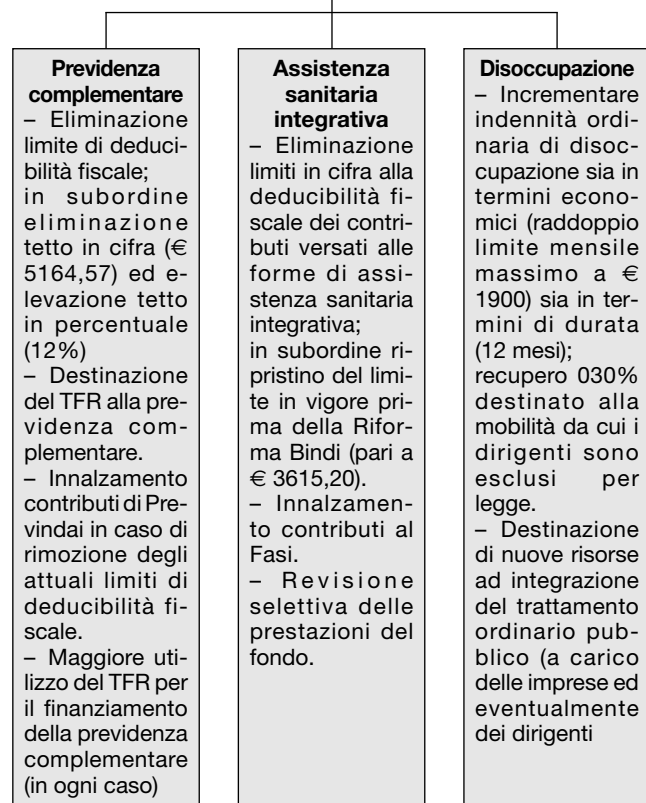 Previdenza
complementare
– Eliminazione
limite di deduci-
bilità fiscale;
in subordine
eliminazione
tetto in cifra (€
5164,57) ed e-
levazione tetto
in percentuale
(12%)
– Destinazione
del TFR alla pre-
videnza com-
plementare.
– Innalzamento
contributi di Pre-
vindai in caso di
rimozione degli
attuali limiti di
deducibilità fi-
scale.
– Maggiore uti-
lizzo del TFR per
il finanziamento
della previdenza
complementare
(in ogni caso)
Assistenza
sanitaria
integrativa
– Eliminazione
limiti in cifra alla
deducibilità fi-
scale dei contri-
buti versati alle
forme di assi-
stenza sanitaria
integrativa;
in subordine ri-
pristino del limi-
te in vigore pri-
ma della Rifor-
ma Bindi (pari a
€ 3615,20).
– Innalzamen-
to contributi al
Fasi.
– Revisione
selettiva delle
prestazioni del
fondo.
Disoccupazione
– Incrementare
indennità ordi-
naria di disoc-
cupazione sia in
termini econo-
mici (raddoppio
limite mensile
massimo a €
1900) sia in ter-
mini di durata
(12 mesi);
recupero 030%
destinato alla
mobilità da cui i
dirigenti sono
esclusi per
legge.
– Destinazione
di nuove risorse
ad integrazione
del trattamento
ordinario pub-
blico (a carico
delle imprese ed
eventualmente
dei dirigenti